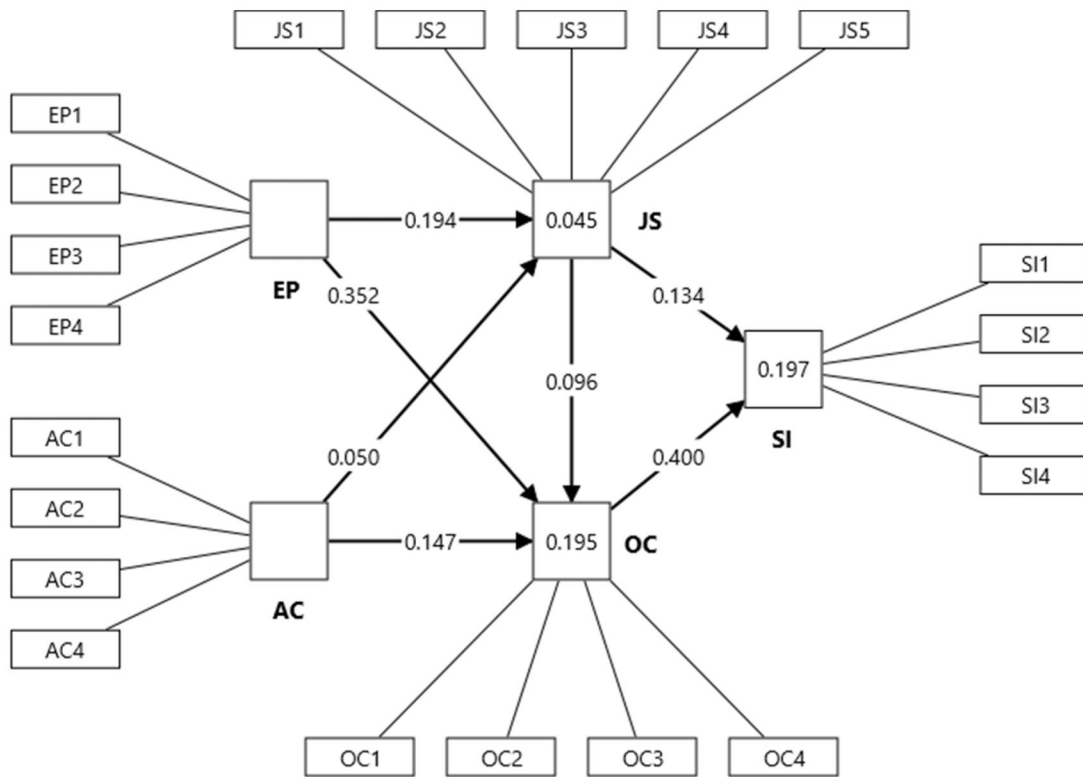 JS1
JS2
JS3
JS4
JS5
EP1
EP2
EP3
EP4
EP
0.194
0.045
JS
0.352
0.134
SI1
SI2
SI3
SI4
0.197
SI
0.096
AC1
AC2
AC3
AC4
0.050
0.400
AC
0.147
0.195
OC
OC1
OC2
OC3
OC4